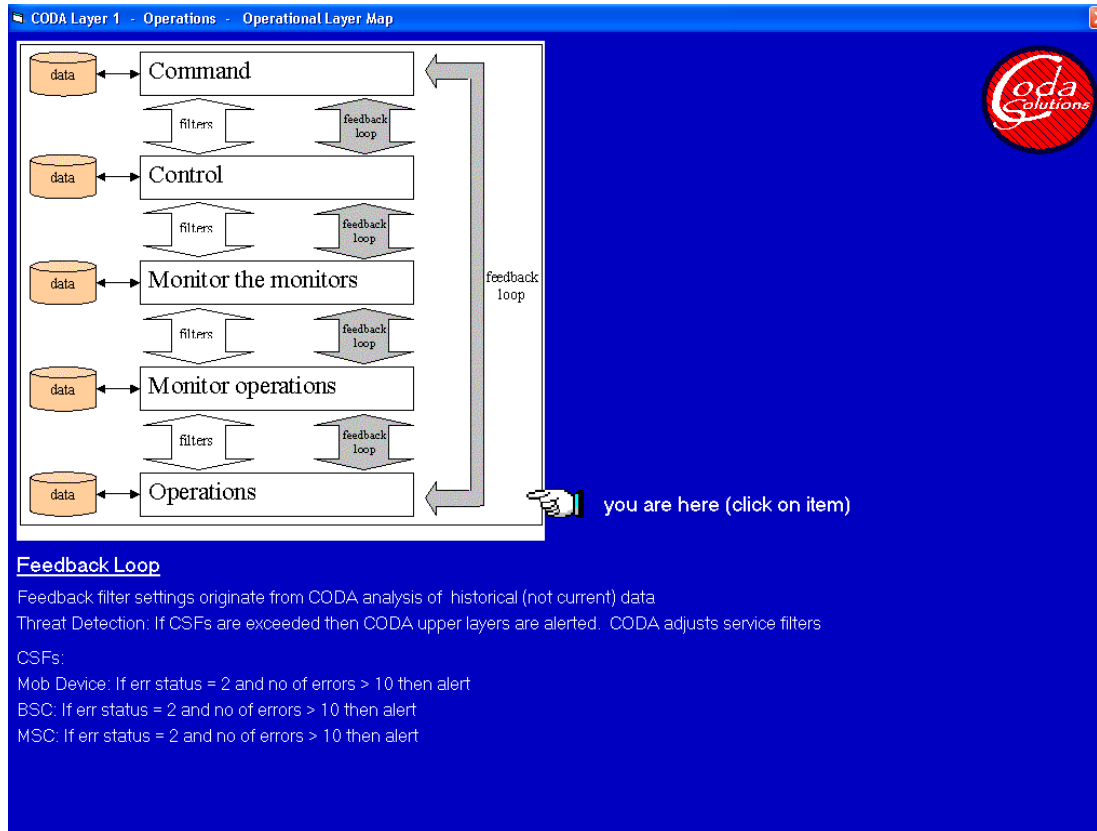 CODA Layer 1 - Operations - Operational Layer Map
Coda
Solutions
data
Command
filters
feedback
loop
data
Control
filters
feedback
loop
data
Monitor the monitors
feedback
loop
filters
feedback
loop
data
Monitor operations
filters
feedback
loop
data
Operations
you are here (click on item)
Feedback Loop
Feedback filter settings originate from CODA analysis of historical (not current) data
Threat Detection: If CSFs are exceeded then CODA upper layers are alerted. CODA adjusts service filters
CSFs:
Mob Device: If err status = 2 and no of errors > 10 then alert
BSC: If err status = 2 and no of errors > 10 then alert
MSC: If err status = 2 and no of errors > 10 then alert